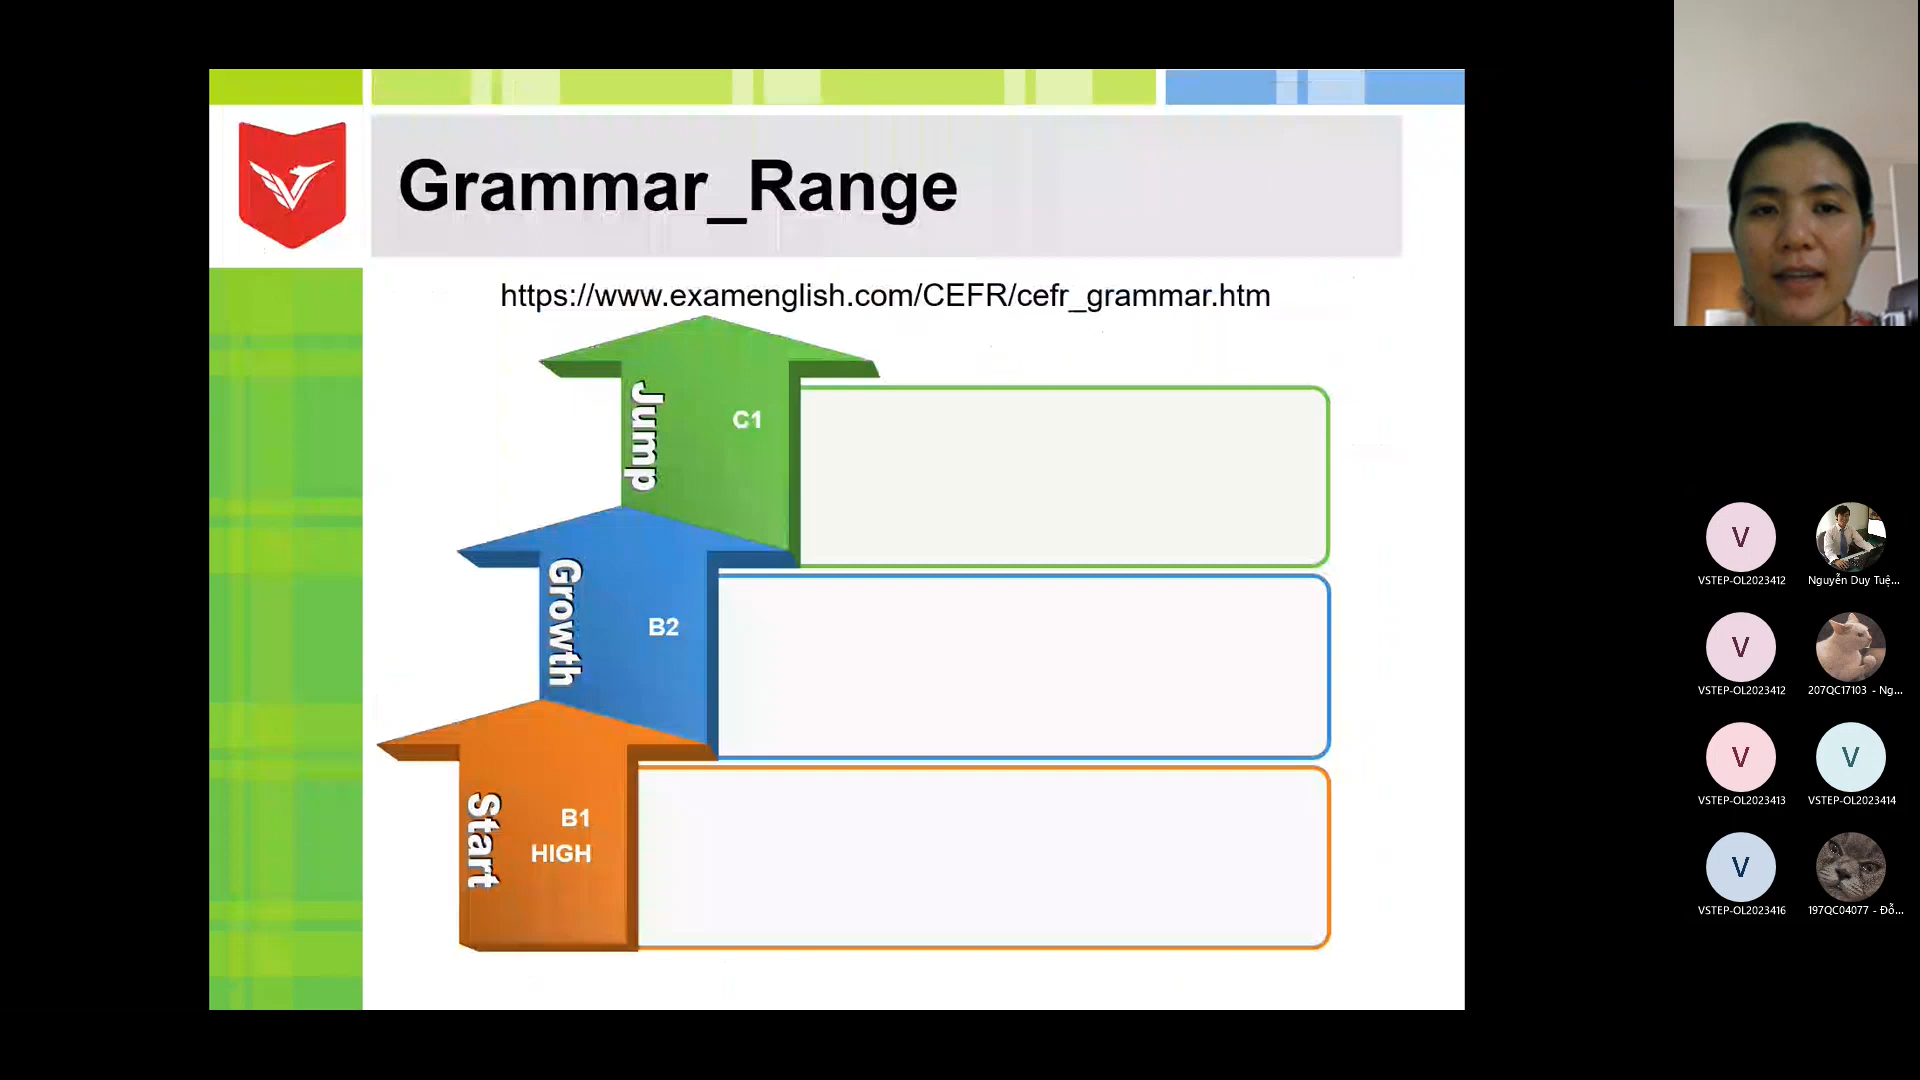 Grammar_Range
https://www.examenglish.com/CEFR/cefr_grammar.htm
Jump
C1
Growth
B2
Start
B1
HIGH
V
VSTEP-OL2023412
Nguyễn Duy Tuệ...
V
VSTEP-OL2023412
207QC17103 - Ng...
V
VSTEP-OL2023413
V
VSTEP-OL2023414
V
VSTEP-OL2023416
197QC04077 - Đỗ...